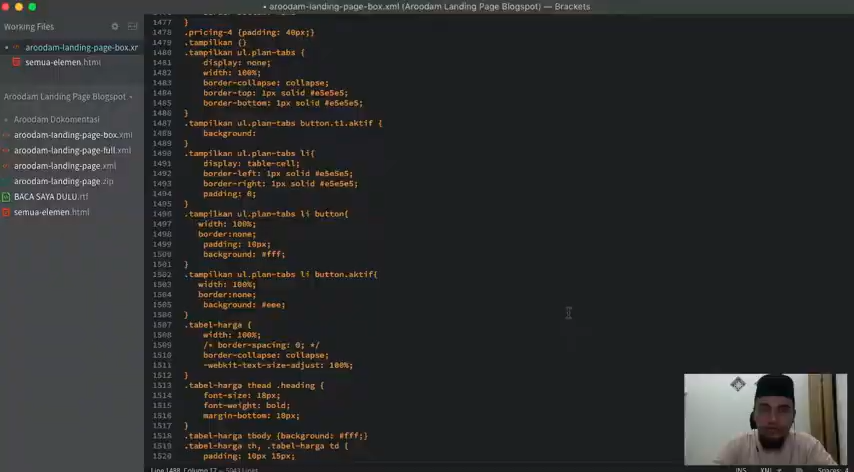 • aroodam-landing-page-box.xml (Aroodam Landing Page Blogspot) — Brackets
Working Files
aroodam-landing-page-box.xr
semua-elemen.html
Aroodam Landing Page Blogspot
Aroodam Dokomentasi
aroodam-landing-page-box.xml
aroodam-landing-page-full.xml
aroodam-landing-page.xml
aroodam-landing-page.zip
BACA SAYA DULU.rtf
semua-elemen.html
1477 }
1478 .pricing-4 {padding: 40px;}
1479 .tampilkan {}
1480 .tampilkan ul.plan-tabs {
1481 display: none;
1482 width: 100%;
1483 border-collapse: collapse;
1484 border-top: 1px solid #e5e5e5;
1485 border-bottom: 1px solid #e5e5e5;
1486 }
1487 .tampilkan ul.plan-tabs button.t1.aktif {
1488 background:
1489 }
1490 .tampilkan ul.plan-tabs li{
1491 display: table-cell;
1492 border-left: 1px solid #e5e5e5;
1493 border-right: 1px solid #e5e5e5;
1494 padding: 0;
1495 }
1496 .tampilkan ul.plan-tabs li button{
1497 width: 100%;
1498 border:none;
1499 padding: 10px;
1500 background: #fff;
1501 }
1502 .tampilkan ul.plan-tabs li button.aktif{
1503 width: 100%;
1504 border:none;
1505 background: #eee;
1506 }
1507 .tabel-harga {
1508 width: 100%;
1509 /* border-spacing: 0; */
1510 border-collapse: collapse;
1511 -webkit-text-size-adjust: 100%;
1512 }
1513 .tabel-harga thead .heading {
1514 font-size: 18px;
1515 font-weight: bold;
1516 margin-bottom: 10px;
1517 }
1518 .tabel-harga tbody {background: #fff;}
1519 .tabel-harga th, .tabel-harga td {
1520 padding: 10px 15px;
Line 1488, Column 17 — 5043 Lines
INS XML Spaces: 4